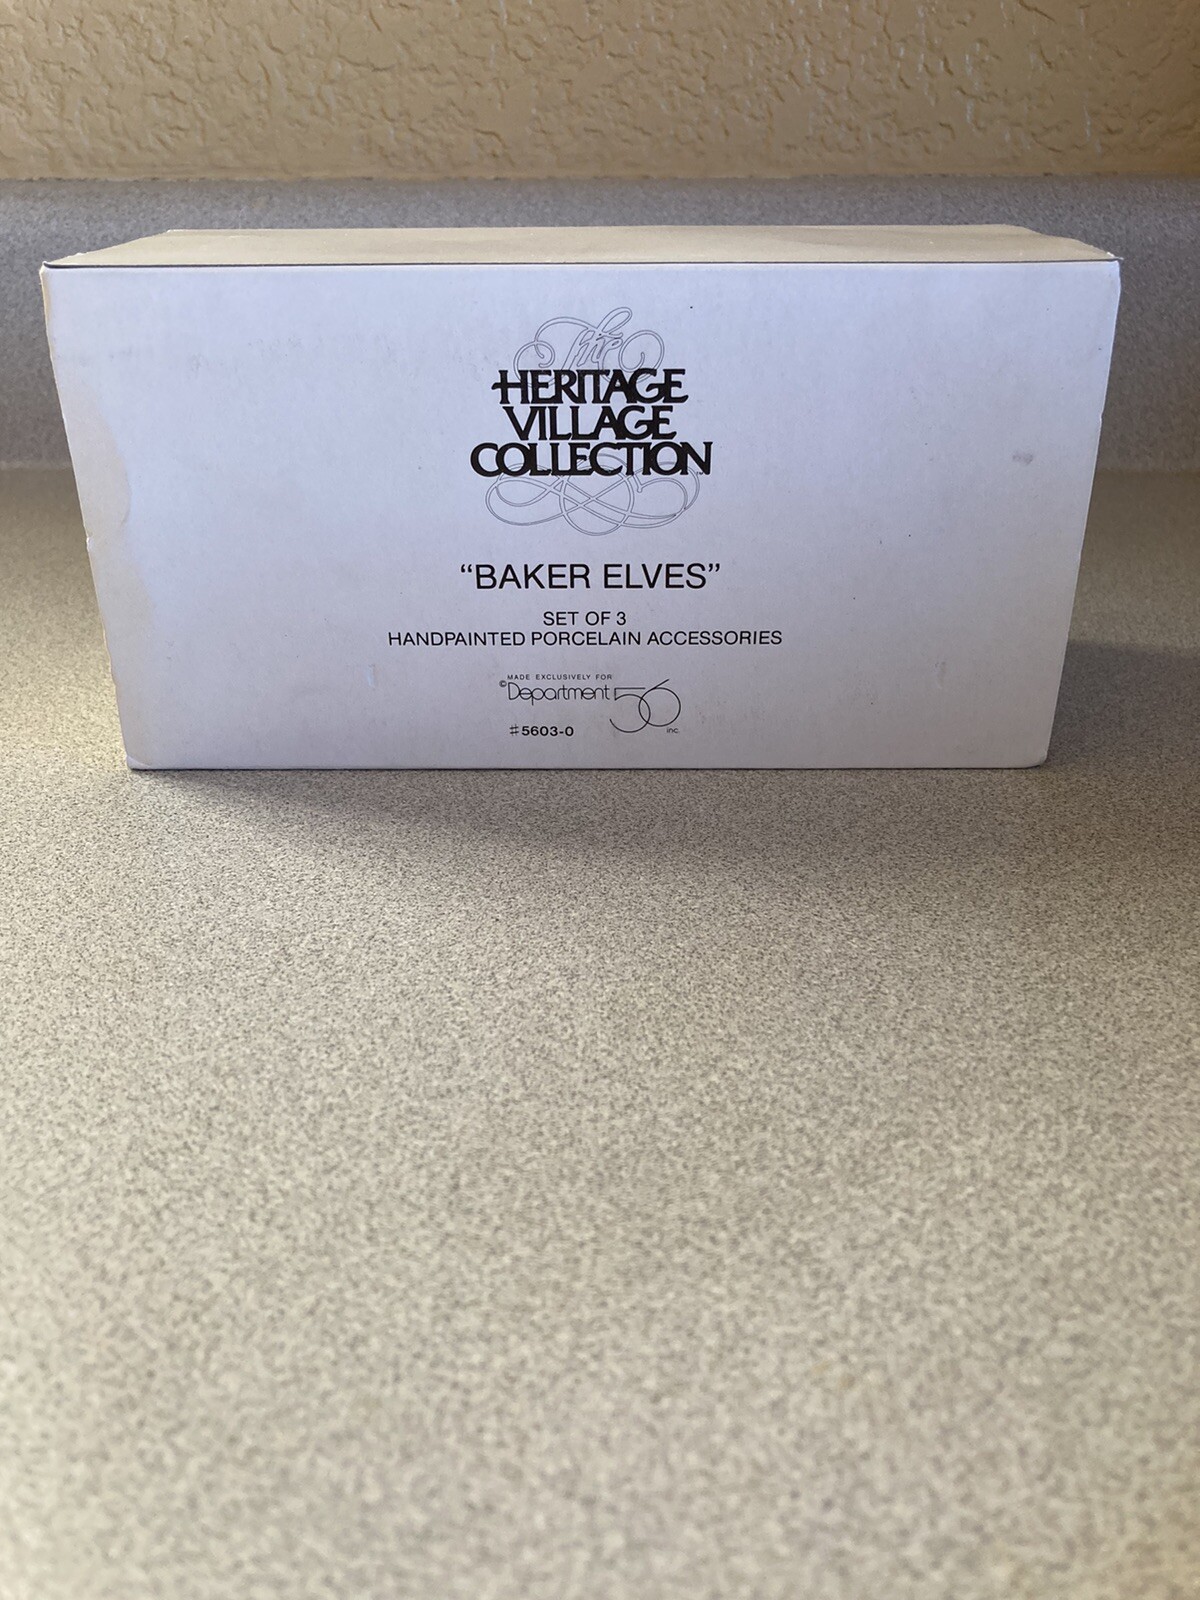 The
HERITAGE
VILLAGE
COLLECTION™
“BAKER ELVES”
SET OF 3
HANDPAINTED PORCELAIN ACCESSORIES
MADE EXCLUSIVELY FOR
©Department 56
inc.
#5603-0